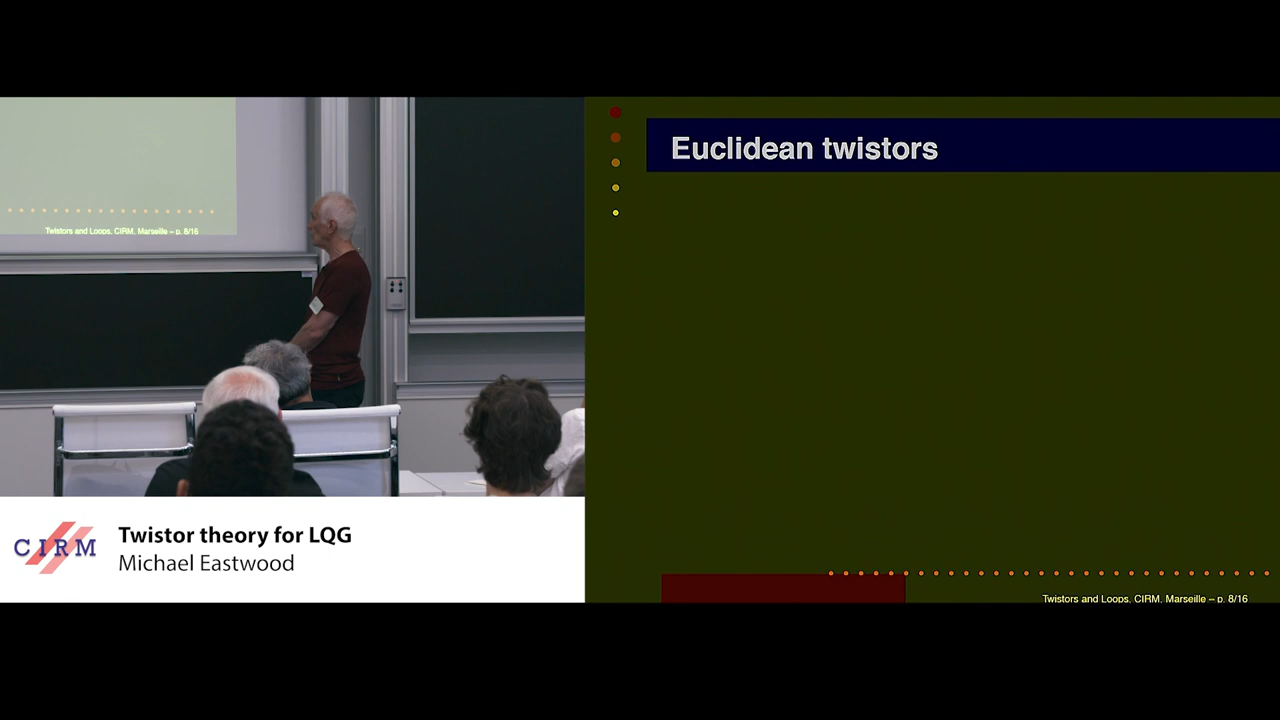 Twistors and Loops, CIRM, Marseille – p. 8/16
CIRM
Twistor theory for LQG
Michael Eastwood
Euclidean twistors
Twistors and Loops, CIRM, Marseille – p. 8/16